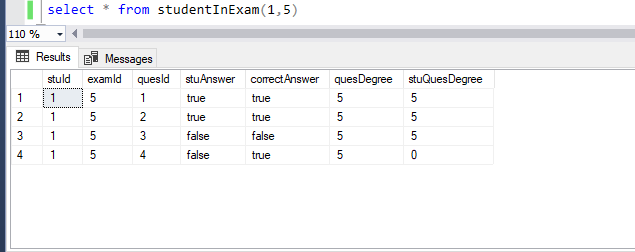 select * from studentInExam(1,5)
110 %
Results Messages
stuId examId quesId stuAnswer correctAnswer quesDegree stuQuesDegree
1 1 5 1 true true 5 5
2 1 5 2 true true 5 5
3 1 5 3 false false 5 5
4 1 5 4 false true 5 0